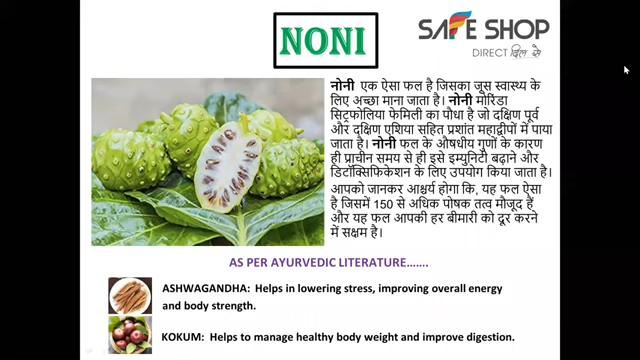 NONI
SAFE SHOP
DIRECT दिल से
नोनी एक ऐसा फल है जिसका जूस स्वास्थ्य के
लिए अच्छा माना जाता है। नोनी मोरिंडा
सिट्रफोलिया फेमिली का पौधा है जो दक्षिण पूर्व
और दक्षिण एशिया सहित प्रशांत महाद्वीपों में पाया
जाता है। नोनी फल के औषधीय गुणों के कारण
ही प्राचीन समय से ही इसे इम्युनिटी बढ़ाने और
डिटॉक्सिफिकेशन के लिए उपयोग किया जाता है।
आपको जानकर आश्चर्य होगा कि, यह फल ऐसा
है जिसमें 150 से अधिक पोषक तत्व मौजूद हैं
और यह फल आपकी हर बीमारी को दूर करने
में सक्षम है।
AS PER AYURVEDIC LITERATURE…….
ASHWAGANDHA: Helps in lowering stress, improving overall energy
and body strength.
KOKUM: Helps to manage healthy body weight and improve digestion.